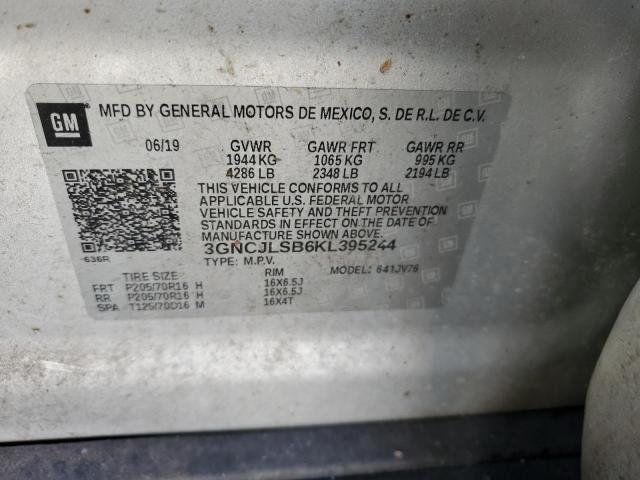 GM
MFD BY GENERAL MOTORS DE MEXICO, S. DE R.L. DE C.V.
06/19 GVWR GAWR FRT GAWR RR
1944 KG 1065 KG 995 KG
4286 LB 2348 LB 2194 LB
THIS VEHICLE CONFORMS TO ALL
APPLICABLE U.S. FEDERAL MOTOR
VEHICLE SAFETY AND THEFT PREVENTION
STANDARDS IN EFFECT ON THE DATE OF
MANUFACTURE SHOWN ABOVE.
3GNCJLSB6KL395244
636R
TYPE: M.P.V. MODEL: 641JV76
TIRE SIZE RIM
FRT P205/70R16 H 16X6.5J
RR P205/70R16 H 16X6.5J
SPA T125/70D16 M 16X4T